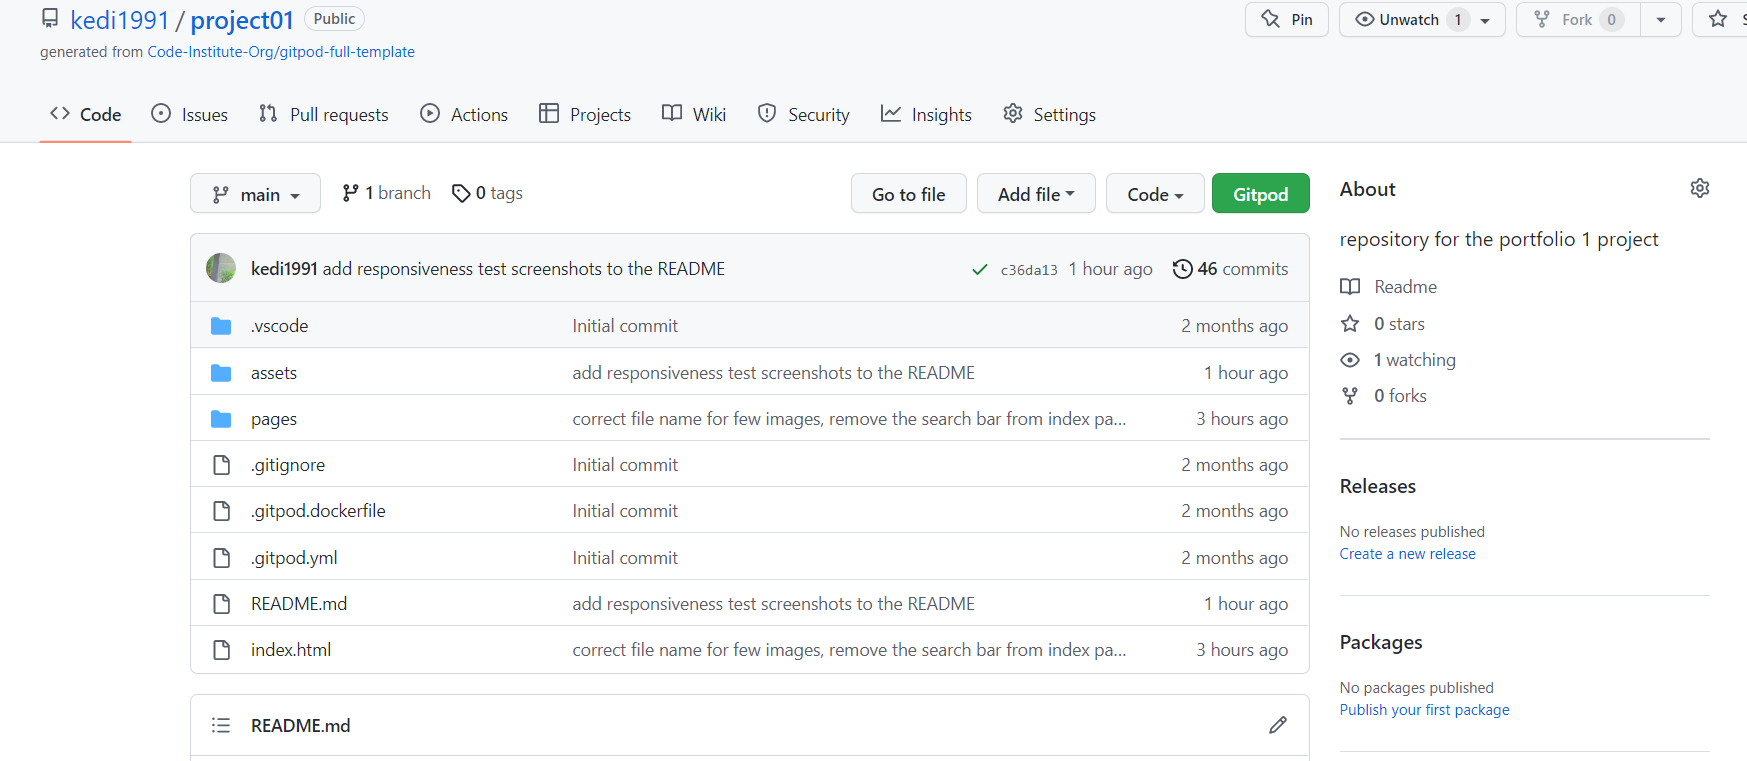 kedi1991 / project01 Public
Pin Unwatch 1 Fork 0
generated from Code-Institute-Org/gitpod-full-template
Code Issues Pull requests Actions Projects Wiki Security Insights Settings
main 1 branch 0 tags Go to file Add file Code Gitpod
kedi1991 add responsiveness test screenshots to the README c36da13 1 hour ago 46 commits
.vscode Initial commit 2 months ago
assets add responsiveness test screenshots to the README 1 hour ago
pages correct file name for few images, remove the search bar from index pa... 3 hours ago
.gitignore Initial commit 2 months ago
.gitpod.dockerfile Initial commit 2 months ago
.gitpod.yml Initial commit 2 months ago
README.md add responsiveness test screenshots to the README 1 hour ago
index.html correct file name for few images, remove the search bar from index pa... 3 hours ago
README.md
About
repository for the portfolio 1 project
Readme
0 stars
1 watching
0 forks
Releases
No releases published
Create a new release
Packages
No packages published
Publish your first package